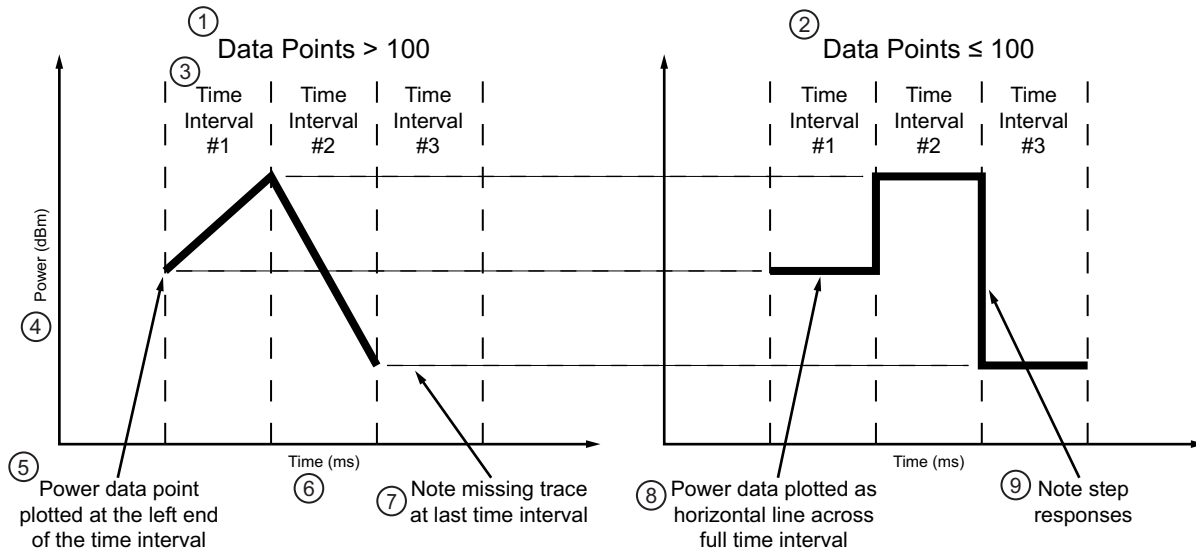 ① Data Points > 100
② Data Points ≤ 100
③
Time Interval #1
Time Interval #2
Time Interval #3
Time Interval #1
Time Interval #2
Time Interval #3
Power (dBm)
④
Time (ms)
⑥
Time (ms)
⑤
Power data point
plotted at the left end
of the time interval
⑦ Note missing trace
at last time interval
⑧ Power data plotted as
horizontal line across
full time interval
⑨ Note step
responses